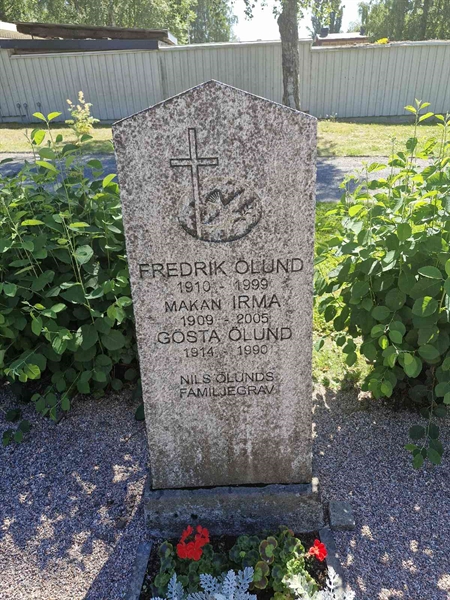 FREDRIK ÖLUND
1910 - 1999
MAKAN IRMA
1909 - 2005
GÖSTA ÖLUND
1914 - 1990
NILS ÖLUNDS
FAMILJEGRAV